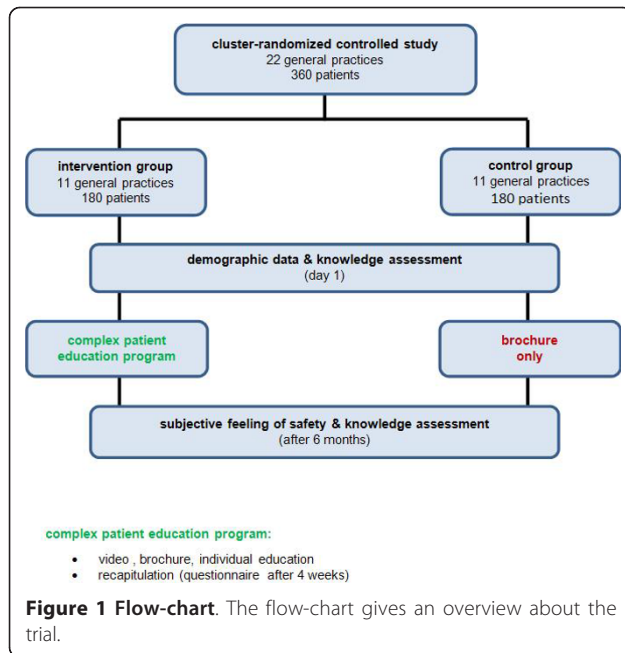 cluster-randomized controlled study
22 general practices
360 patients
intervention group
11 general practices
180 patients
control group
11 general practices
180 patients
demographic data & knowledge assessment
(day 1)
complex patient
education program
brochure
only
subjective feeling of safety & knowledge assessment
(after 6 months)
complex patient education program:
• video , brochure, individual education
• recapitulation (questionnaire after 4 weeks)
Figure 1 Flow-chart. The flow-chart gives an overview about the
trial.